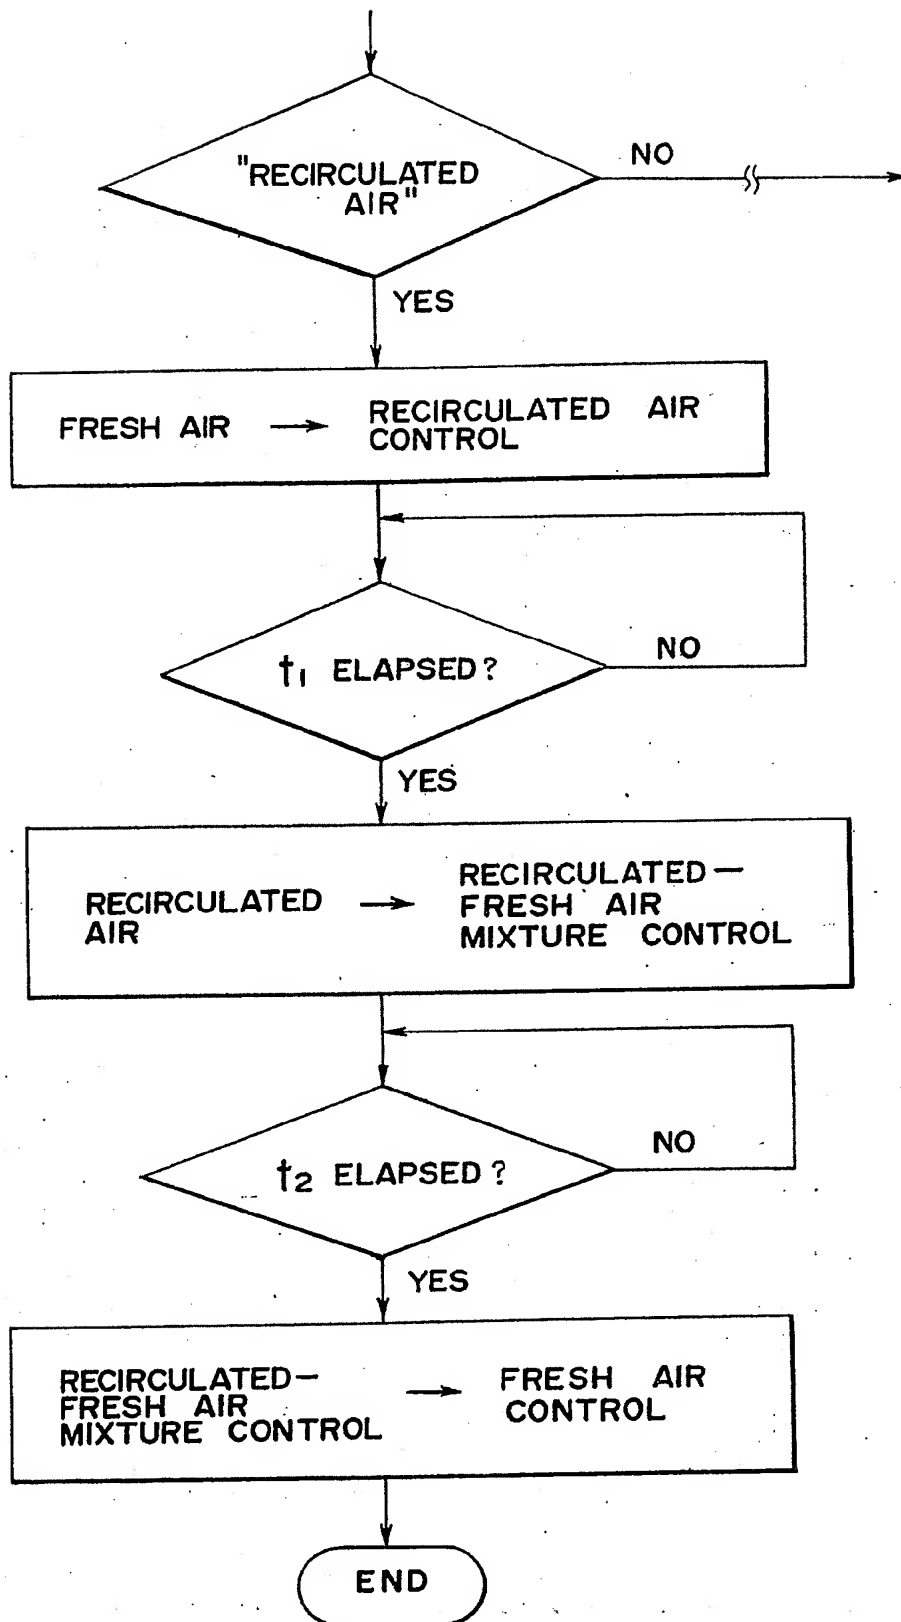 "RECIRCULATED
AIR"
NO
YES
FRESH AIR → RECIRCULATED AIR
CONTROL
t₁ ELAPSED?
NO
YES
RECIRCULATED
AIR
→
RECIRCULATED—
FRESH AIR
MIXTURE CONTROL
t₂ ELAPSED?
NO
YES
RECIRCULATED—
FRESH AIR
MIXTURE CONTROL
→
FRESH AIR
CONTROL
END